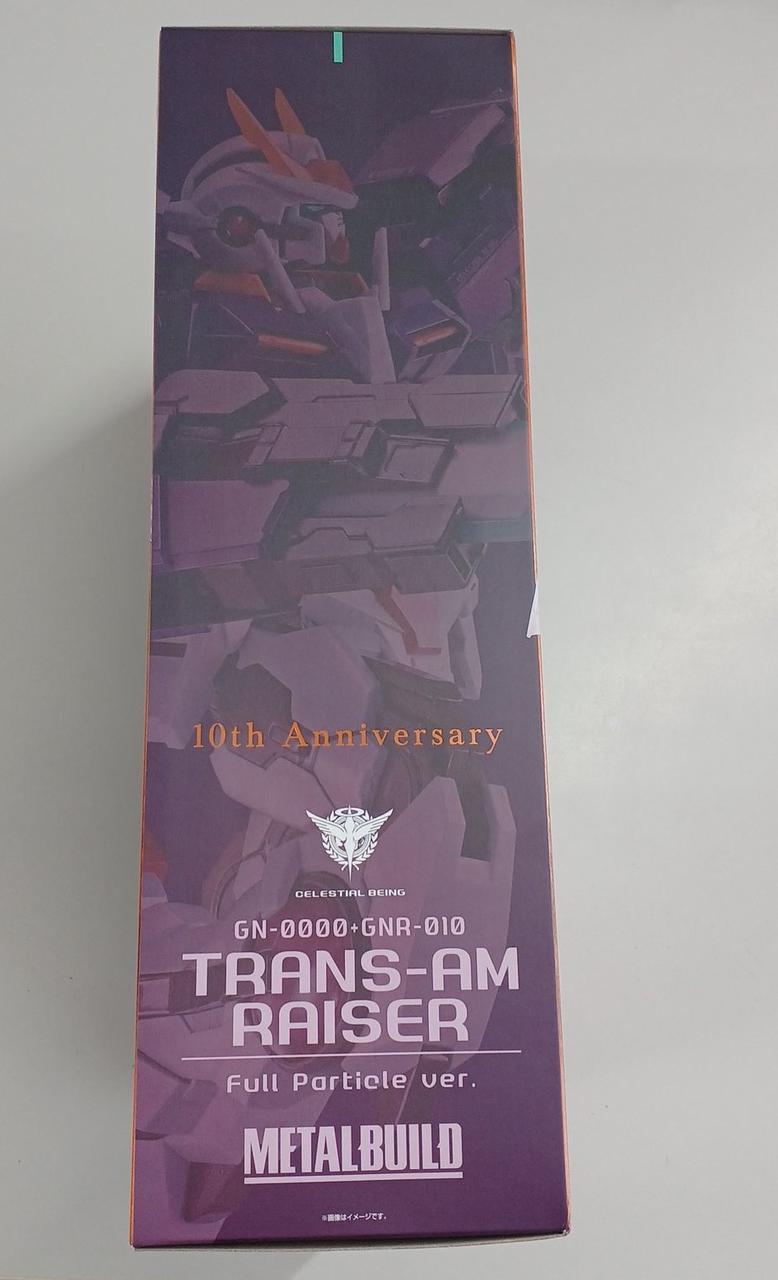 10th Anniversary
CELESTIAL BEING
GN-0000+GNR-010
TRANS-AM
RAISER
Full Particle ver.
METALBUILD
※画像はイメージです。